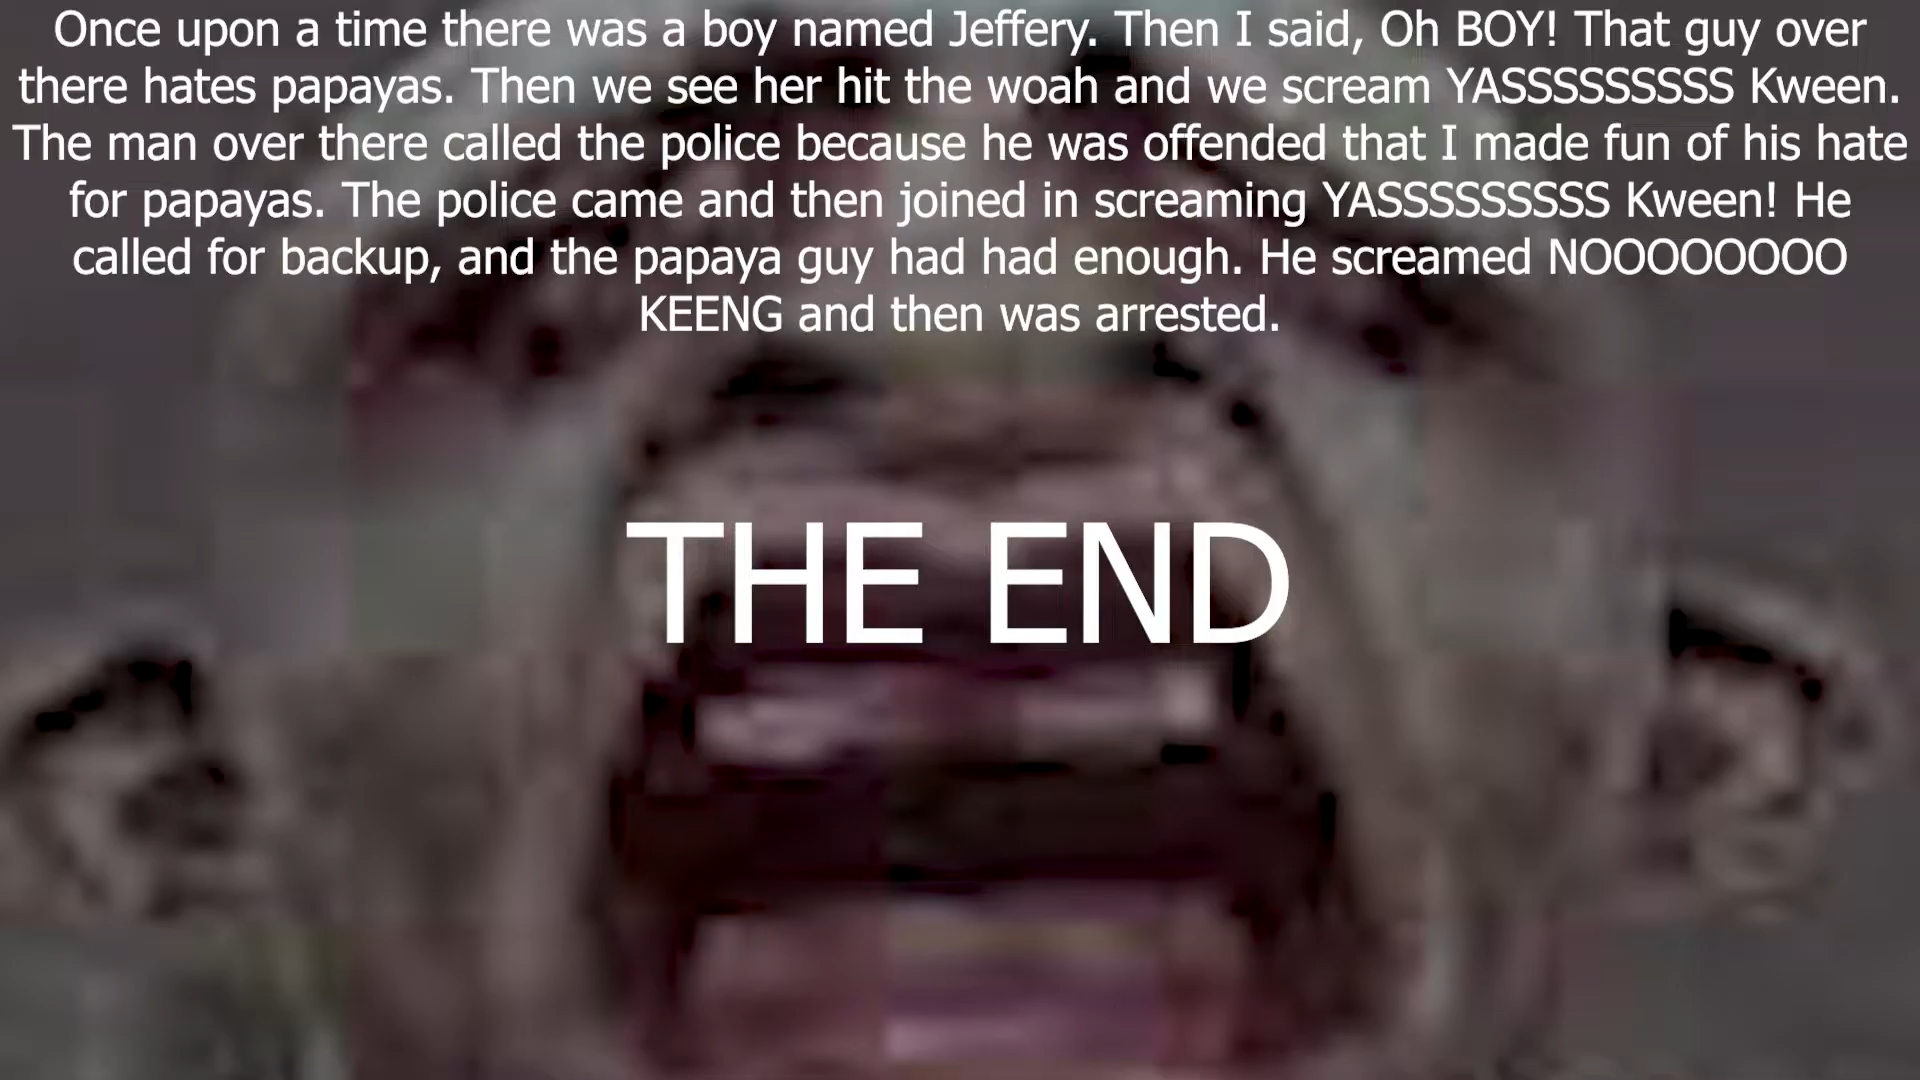 Once upon a time there was a boy named Jeffery. Then I said, Oh BOY! That guy over
there hates papayas. Then we see her hit the woah and we scream YASSSSSSSSS Kween.
The man over there called the police because he was offended that I made fun of his hate
for papayas. The police came and then joined in screaming YASSSSSSSSS Kween! He
called for backup, and the papaya guy had had enough. He screamed NOOOOOOOO
KEENG and then was arrested.
THE END